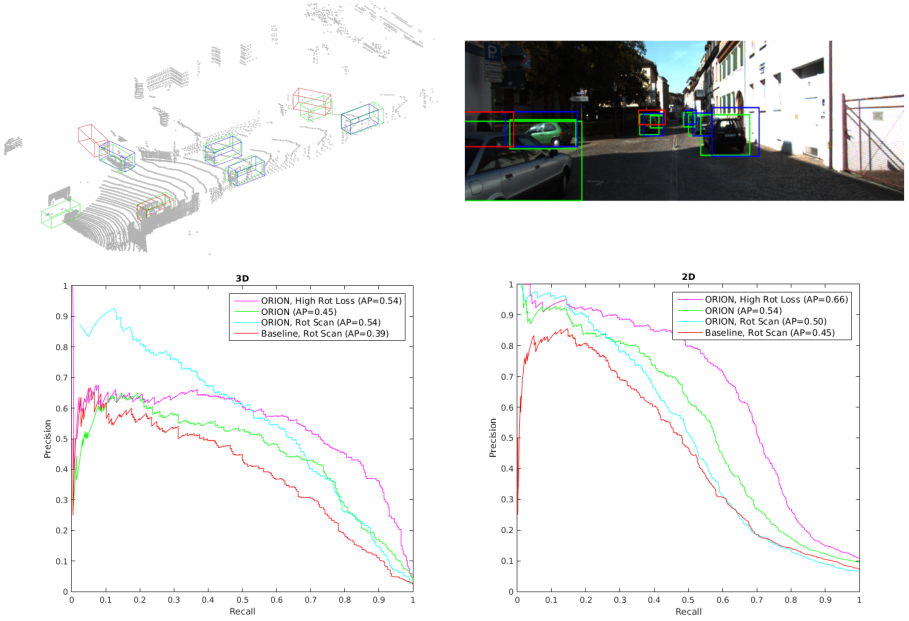 P
3D
ORION, High Rot Loss (AP=0.54)
ORION (AP=0.45)
ORION, Rot Scan (AP=0.54)
Baseline, Rot Scan (AP=0.39)
Precision
1
0.9
0.8
0.7
0.6
0.5
0.4
0.3
0.2
0.1
0
0 0.1 0.2 0.3 0.4 0.5 0.6 0.7 0.8 0.9 1
Recall
2D
ORION, High Rot Loss (AP=0.66)
ORION (AP=0.54)
ORION, Rot Scan (AP=0.50)
Baseline, Rot Scan (AP=0.45)
Precision
1
0.9
0.8
0.7
0.6
0.5
0.4
0.3
0.2
0.1
0
0 0.1 0.2 0.3 0.4 0.5 0.6 0.7 0.8 0.9 1
Recall